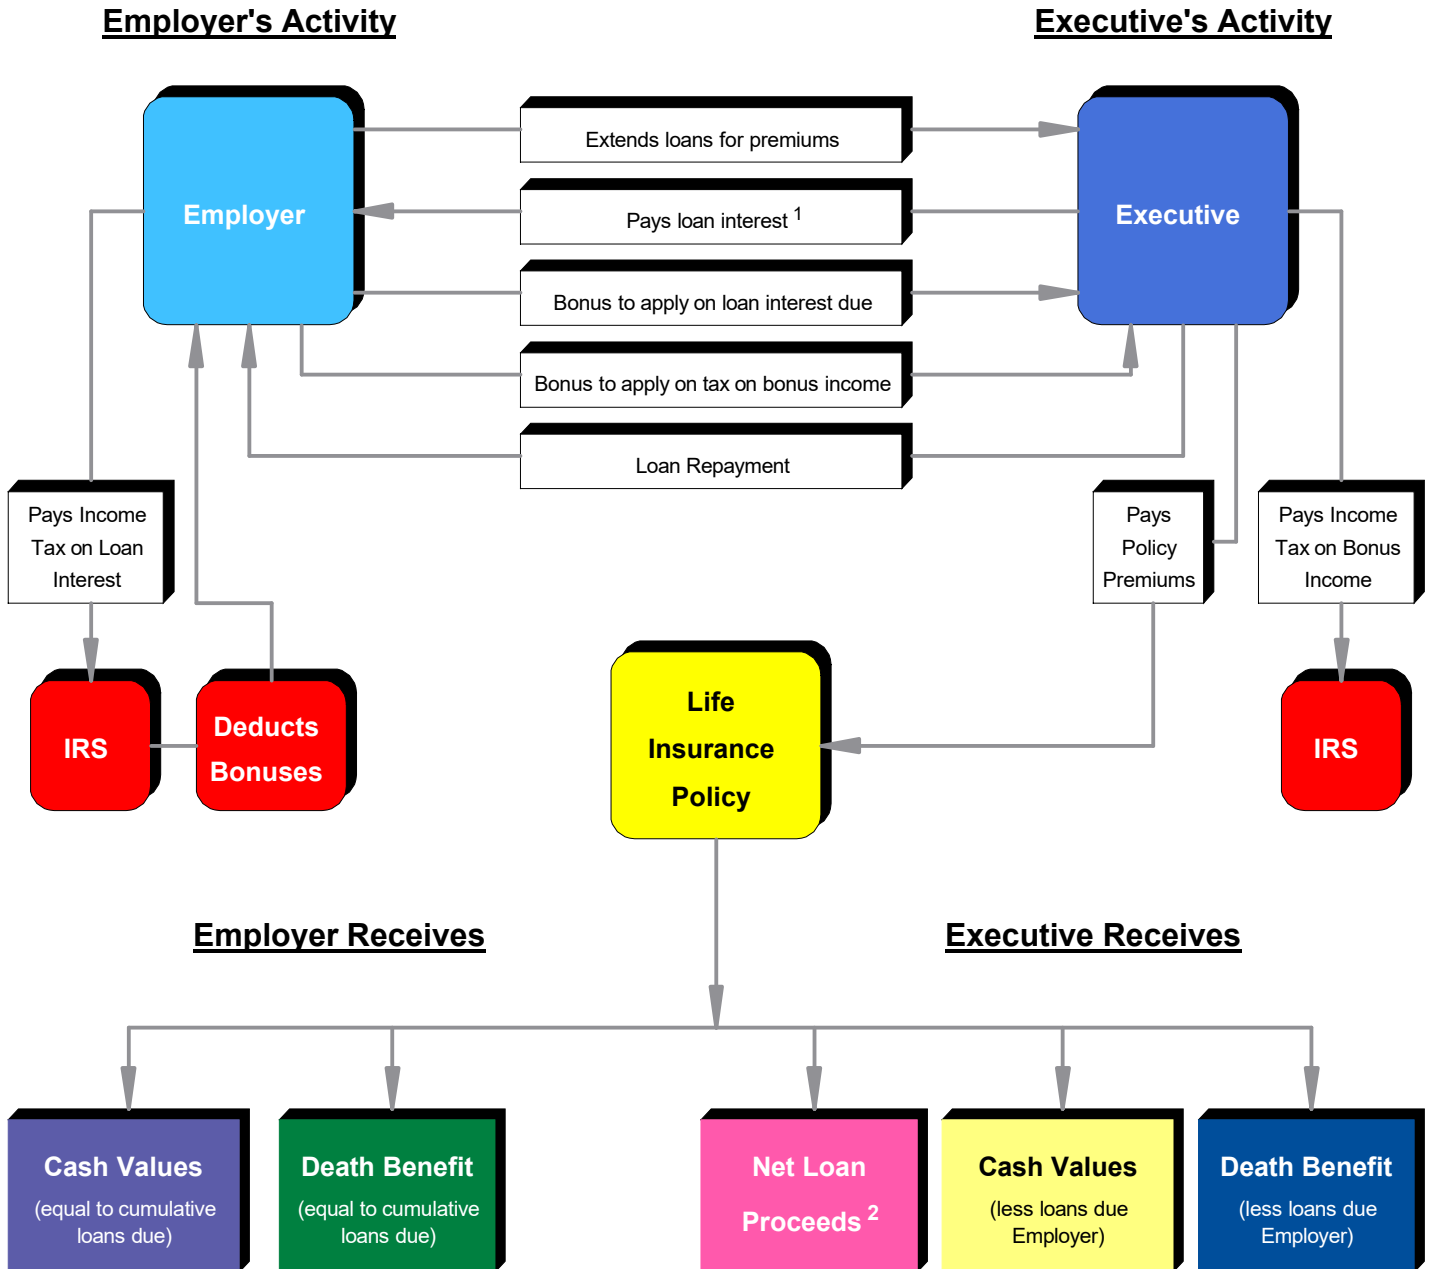 Employer's Activity
Executive's Activity
Extends loans for premiums
Employer
Pays loan interest 1
Executive
Bonus to apply on loan interest due
Bonus to apply on tax on bonus income
Loan Repayment
Pays Income
Tax on Loan
Interest
Pays
Policy
Premiums
Pays Income
Tax on Bonus
Income
IRS
Deducts
Bonuses
Life
Insurance
Policy
IRS
Employer Receives
Executive Receives
Cash Values
(equal to cumulative
loans due)
Death Benefit
(equal to cumulative
loans due)
Net Loan
Proceeds 2
Cash Values
(less loans due
Employer)
Death Benefit
(less loans due
Employer)